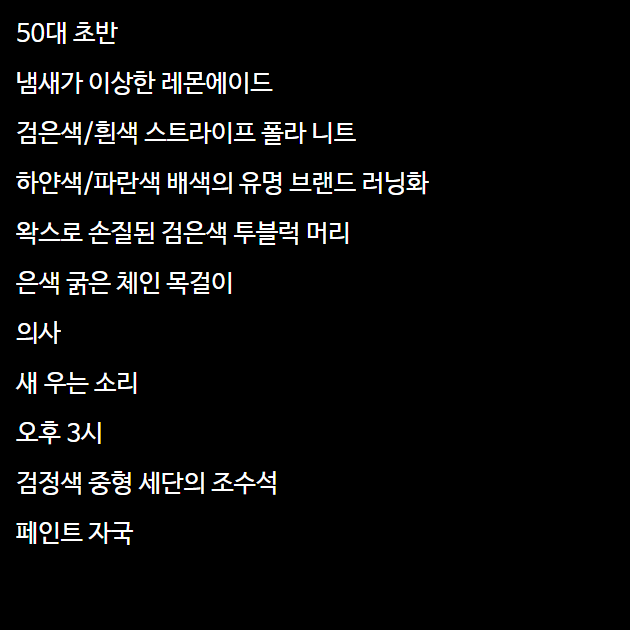 50대 초반
냄새가 이상한 레몬에이드
검은색/흰색 스트라이프 폴라 니트
하얀색/파란색 배색의 유명 브랜드 러닝화
왁스로 손질된 검은색 투블럭 머리
은색 굵은 체인 목걸이
의사
새 우는 소리
오후 3시
검정색 중형 세단의 조수석
페인트 자국